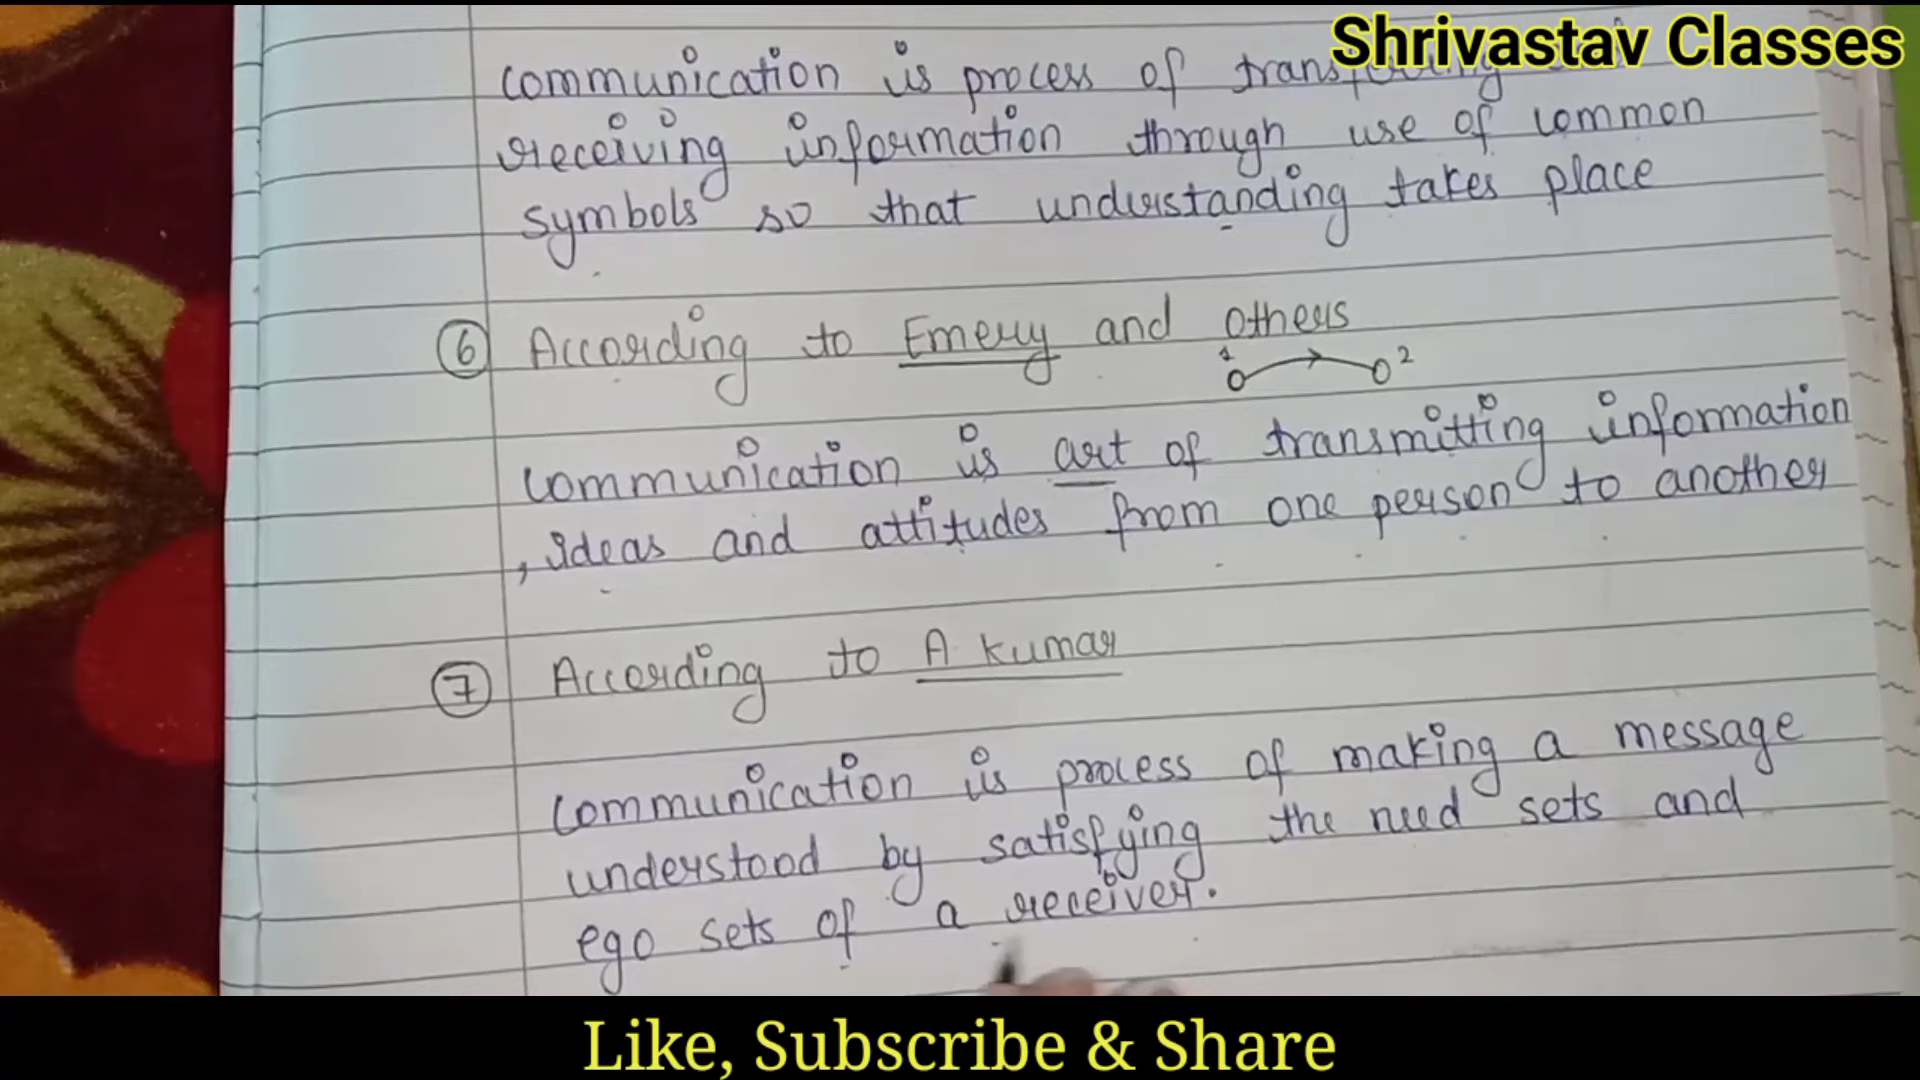 Shrivastav Classes
communication is process of
receiving information through use of common
symbols so that understanding takes place
6 According to Emery and others
1 2
communication is art of transmitting information
, ideas and attitudes from one person to another
7 According to A kumar
communication is process of making a message
understood by satisfying the need sets and
ego sets of a receiver.
Like, Subscribe & Share